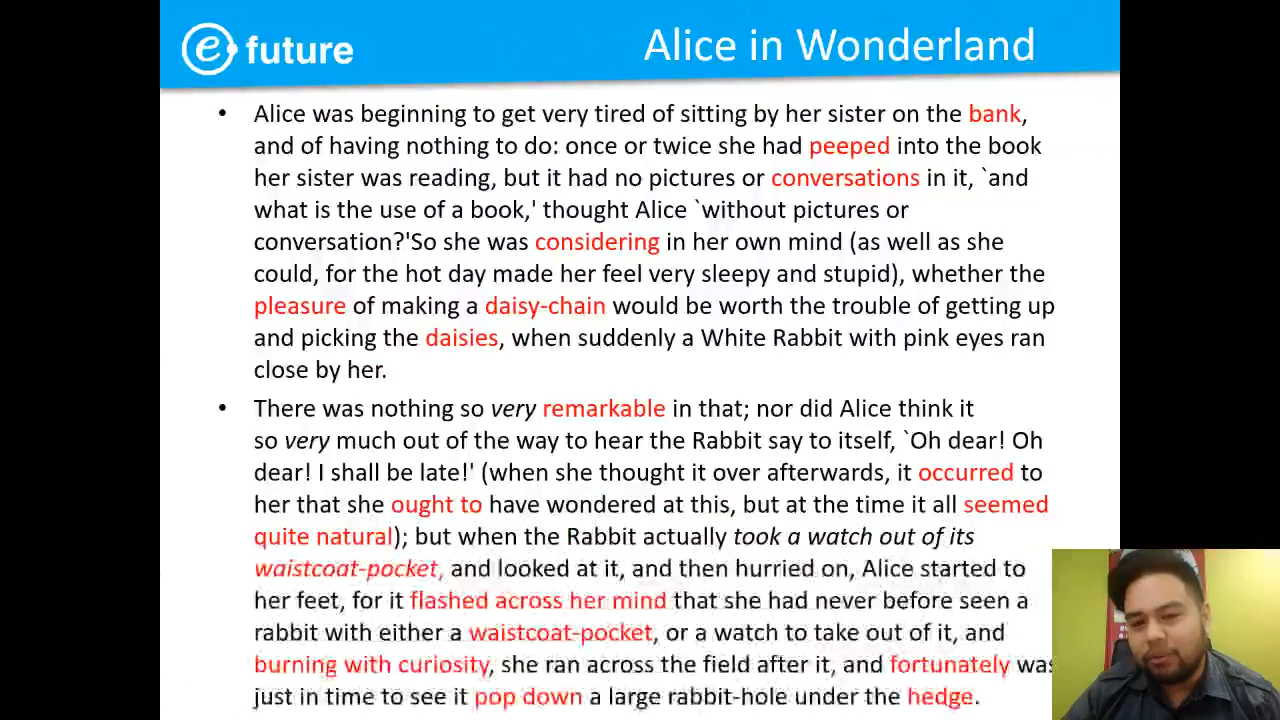 e future
Alice in Wonderland
• Alice was beginning to get very tired of sitting by her sister on the bank,
and of having nothing to do: once or twice she had peeped into the book
her sister was reading, but it had no pictures or conversations in it, `and
what is the use of a book,' thought Alice `without pictures or
conversation?'So she was considering in her own mind (as well as she
could, for the hot day made her feel very sleepy and stupid), whether the
pleasure of making a daisy-chain would be worth the trouble of getting up
and picking the daisies, when suddenly a White Rabbit with pink eyes ran
close by her.
• There was nothing so very remarkable in that; nor did Alice think it
so very much out of the way to hear the Rabbit say to itself, `Oh dear! Oh
dear! I shall be late!' (when she thought it over afterwards, it occurred to
her that she ought to have wondered at this, but at the time it all seemed
quite natural); but when the Rabbit actually took a watch out of its
waistcoat-pocket, and looked at it, and then hurried on, Alice started to
her feet, for it flashed across her mind that she had never before seen a
rabbit with either a waistcoat-pocket, or a watch to take out of it, and
burning with curiosity, she ran across the field after it, and fortunately was
just in time to see it pop down a large rabbit-hole under the hedge.